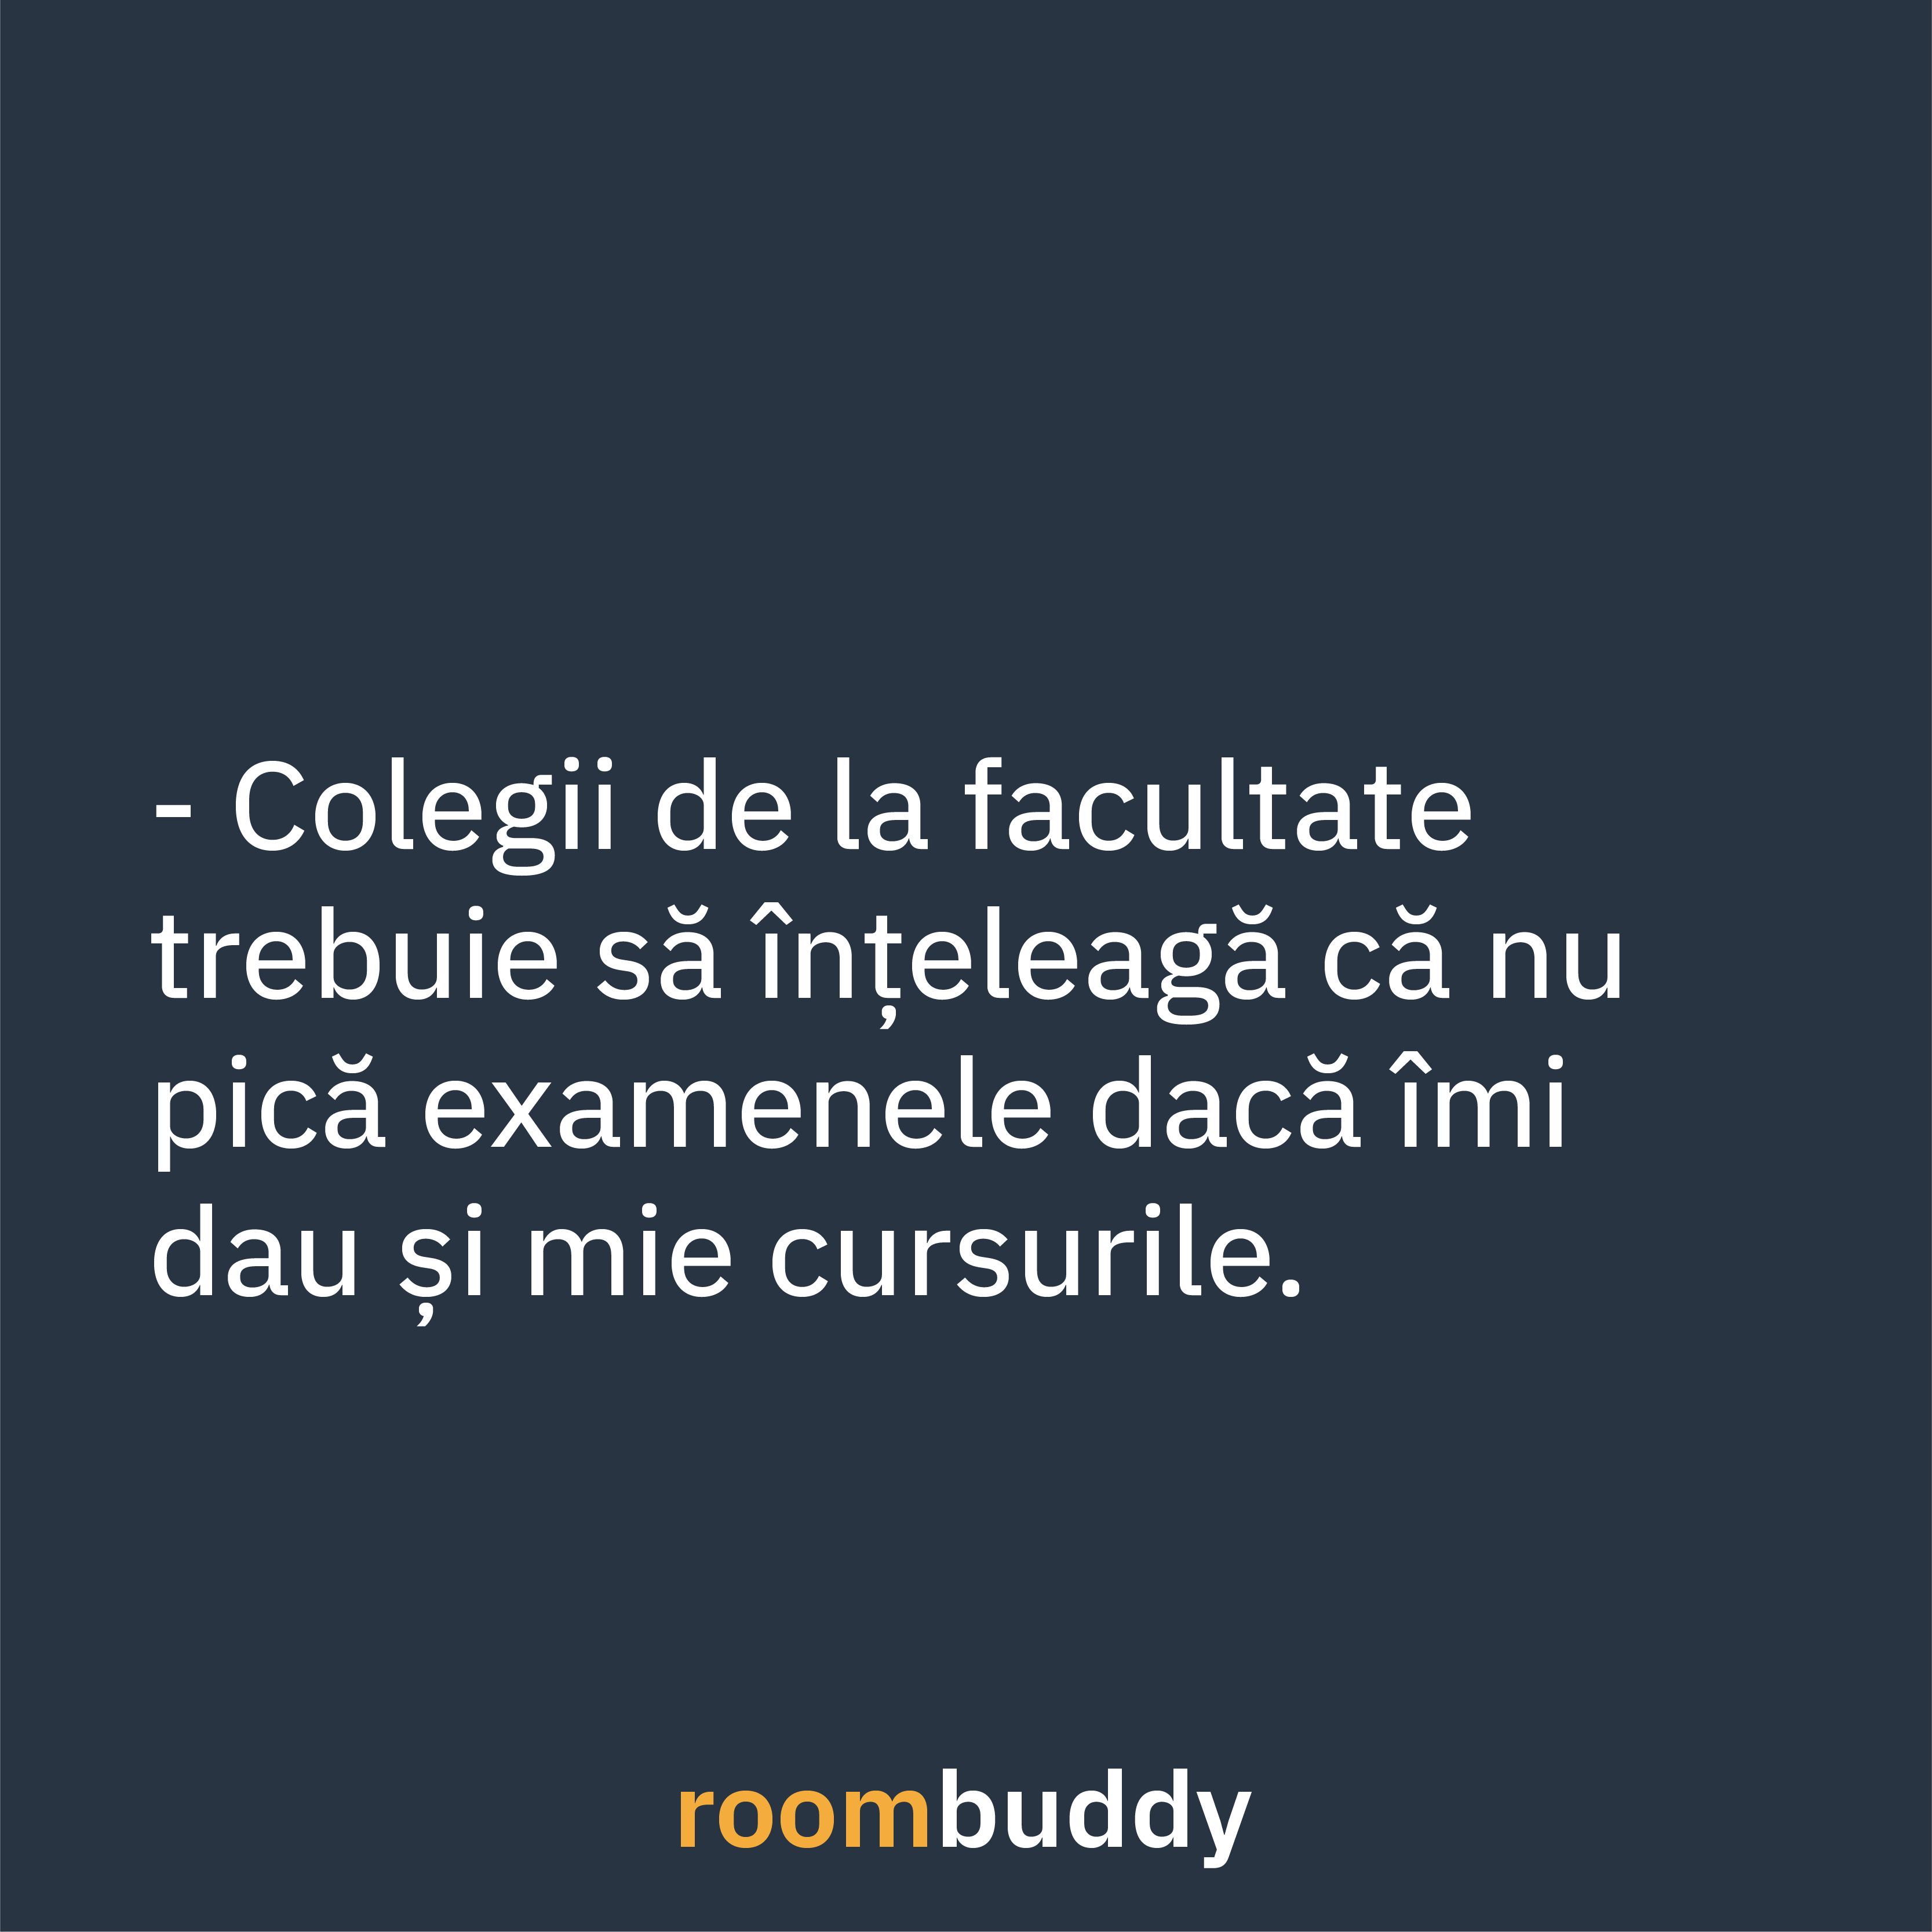 - Colegii de la facultate
trebuie să înțeleagă că nu
pică examenele dacă îmi
dau și mie cursurile.
roombuddy